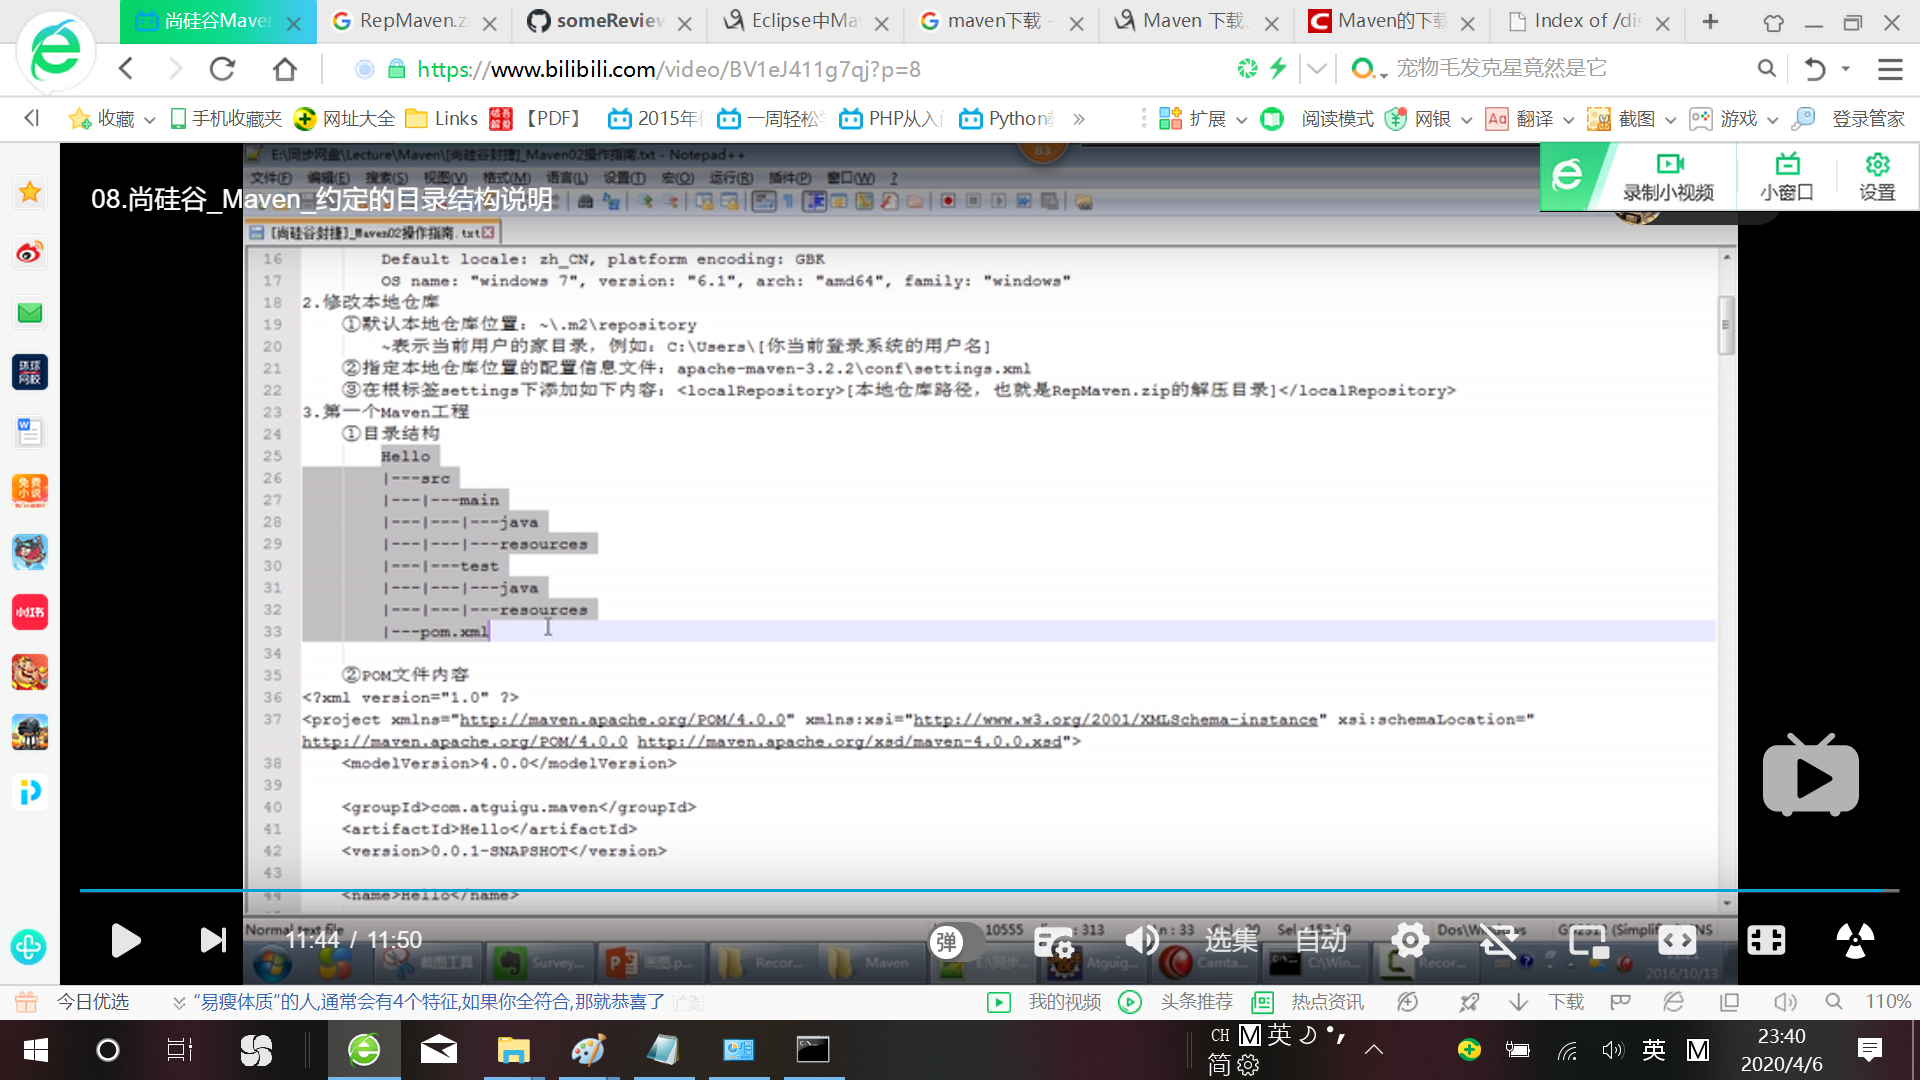 尚硅谷Maven
RepMaven.z
someReview
Eclipse中Ma
maven下载 -
Maven 下载、
Maven的下载
Index of /dis
https://www.bilibili.com/video/BV1eJ411g7qj?p=8
宠物毛发克星竟然是它
收藏 手机收藏夹 网址大全 Links 【PDF】 2015年 一周轻松 PHP从入 Python 扩展 阅读模式 网银 翻译 截图 游戏 登录管家
E:\同步网盘\Lecture\Maven\[尚硅谷封捷]_Maven02操作指南.txt - Notepad++
83
文件(F) 编辑(E) 搜索(S) 视图(V) 格式(M) 语言(L) 设置(T) 宏(O) 运行(R) 插件(P) 窗口(W) ?
08.尚硅谷_Maven_约定的目录结构说明
录制小视频 小窗口 设置
[尚硅谷封捷]_Maven02操作指南.txt
16 Default locale: zh_CN, platform encoding: GBK
17 OS name: "windows 7", version: "6.1", arch: "amd64", family: "windows"
18 2.修改本地仓库
19 ①默认本地仓库位置：~\.m2\repository
20 ~表示当前用户的家目录，例如：C:\Users\[你当前登录系统的用户名]
21 ②指定本地仓库位置的配置信息文件：apache-maven-3.2.2\conf\settings.xml
22 ③在根标签settings下添加如下内容：<localRepository>[本地仓库路径，也就是RepMaven.zip的解压目录]</localRepository>
23 3.第一个Maven工程
24 ①目录结构
25 Hello
26 |---src
27 |---|---main
28 |---|---|---java
29 |---|---|---resources
30 |---|---test
31 |---|---|---java
32 |---|---|---resources
33 |---pom.xml
34
35 ②POM文件内容
36 <?xml version="1.0" ?>
37 <project xmlns="http://maven.apache.org/POM/4.0.0" xmlns:xsi="http://www.w3.org/2001/XMLSchema-instance" xsi:schemaLocation="
http://maven.apache.org/POM/4.0.0 http://maven.apache.org/xsd/maven-4.0.0.xsd">
38 <modelVersion>4.0.0</modelVersion>
39
40 <groupId>com.atguigu.maven</groupId>
41 <artifactId>Hello</artifactId>
42 <version>0.0.1-SNAPSHOT</version>
43
44 <name>Hello</name>
Normal text file
11:44 / 11:50
弹
选集
自动
截图工具 Survey... 画图.p... Recor... Maven E:\同步... Atguig... Camta... C:\Win... Recor...
2016/10/13
今日优选 “易瘦体质”的人,通常会有4个特征,如果你全符合,那就恭喜了 我的视频 头条推荐 热点资讯 下载 110%
CH M 英
简
英 M
23:40
2020/4/6